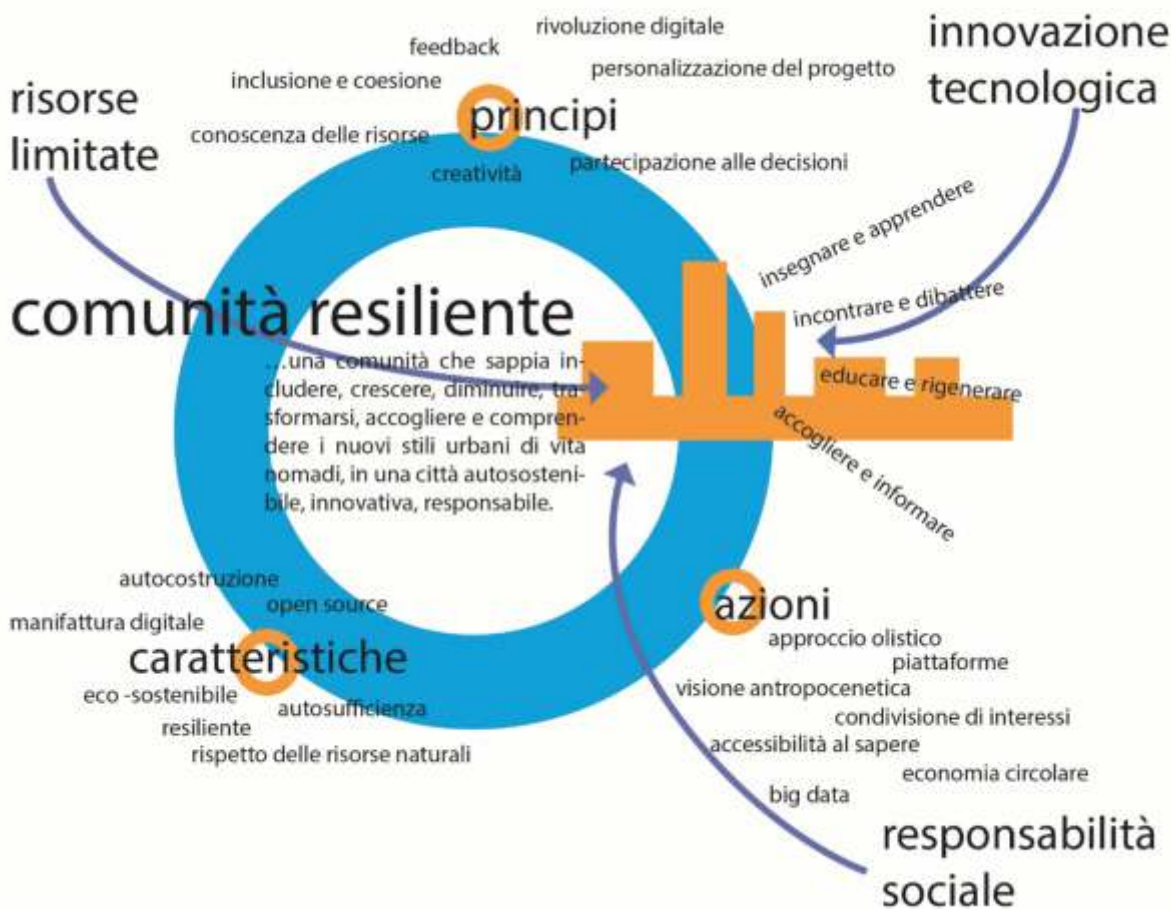 rivoluzione digitale
feedback
inclusione e coesione
personalizzazione del progetto
principi
conoscenza delle risorse
partecipazione alle decisioni
creatività
risorse
limitate
innovazione
tecnologica
insegnare e apprendere
incontrare e dibattere
educare e rigenerare
accogliere e informare
comunità resiliente
...una comunità che sappia in-
cludere, crescere, diminuire, tra-
sformarsi, accogliere e compren-
dere i nuovi stili urbani di vita
nomadi, in una città autososteni-
bile, innovativa, responsabile.
autocostruzione
open source
manifattura digitale
caratteristiche
eco -sostenibile
autosufficienza
resiliente
rispetto delle risorse naturali
azioni
approccio olistico
piattaforme
visione antropocenetica
condivisione di interessi
accessibilità al sapere
economia circolare
big data
responsabilità
sociale